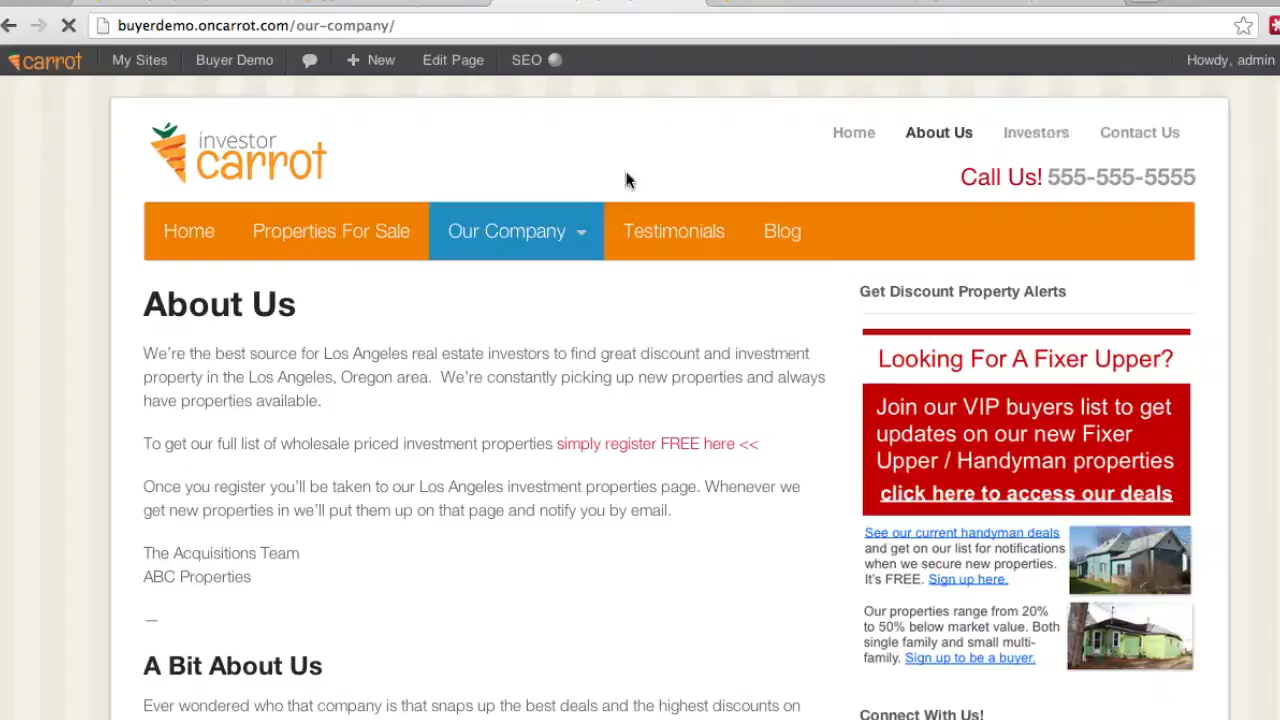 buyerdemo.oncarrot.com/our-company/
carrot My Sites Buyer Demo New Edit Page SEO Howdy, admin
investor
carrot
Home About Us Investors Contact Us
Call Us! 555-555-5555
Home Properties For Sale Our Company Testimonials Blog
About Us
We're the best source for Los Angeles real estate investors to find great discount and investment
property in the Los Angeles, Oregon area. We're constantly picking up new properties and always
have properties available.
To get our full list of wholesale priced investment properties simply register FREE here <<
Once you register you'll be taken to our Los Angeles investment properties page. Whenever we
get new properties in we'll put them up on that page and notify you by email.
The Acquisitions Team
ABC Properties
—
A Bit About Us
Ever wondered who that company is that snaps up the best deals and the highest discounts on
Get Discount Property Alerts
Looking For A Fixer Upper?
Join our VIP buyers list to get
updates on our new Fixer
Upper / Handyman properties
click here to access our deals
See our current handyman deals
and get on our list for notifications
when we secure new properties.
It's FREE. Sign up here.
Our properties range from 20%
to 50% below market value. Both
single family and small multi-
family. Sign up to be a buyer.
Connect With Us!